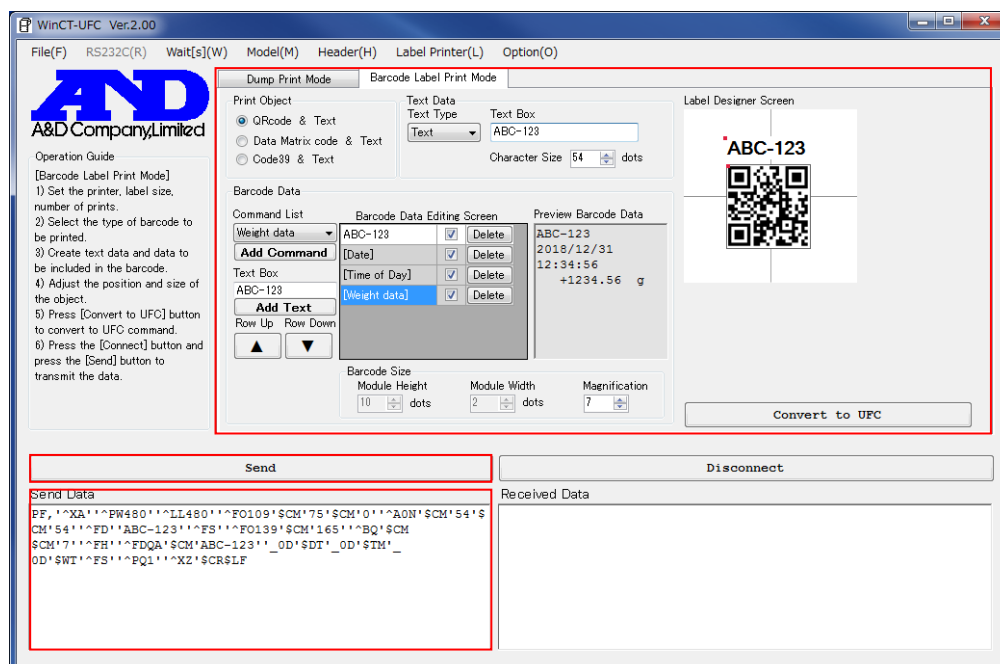 WinCT-UFC Ver.2.00
File(F) RS232C(R) Wait[s](W) Model(M) Header(H) Label Printer(L) Option(O)
AND
A&D Company,Limited
Operation Guide
[Barcode Label Print Mode]
1) Set the printer, label size,
number of prints.
2) Select the type of barcode to
be printed.
3) Create text data and data to
be included in the barcode.
4) Adjust the position and size of
the object.
5) Press [Convert to UFC] button
to convert to UFC command.
6) Press the [Connect] button and
press the [Send] button to
transmit the data.
Dump Print Mode Barcode Label Print Mode
Print Object
QRcode & Text
Data Matrix code & Text
Code39 & Text
Text Data
Text Type Text Box
Text ABC-123
Character Size 54 dots
Barcode Data
Command List
Weight data
Add Command
Text Box
ABC-123
Add Text
Row Up Row Down
▲ ▼
Barcode Data Editing Screen
ABC-123 Delete
[Date] Delete
[Time of Day] Delete
[Weight data] Delete
Preview Barcode Data
ABC-123
2018/12/31
12:34:56
+1234.56 g
Barcode Size
Module Height Module Width Magnification
10 dots 2 dots 7
Label Designer Screen
ABC-123
Convert to UFC
Send Disconnect
Send Data
PF,'^XA''^PW480''^LL480''^FO109'$CM'75'$CM'0''^A0N'$CM'54'$
CM'54''^FD''ABC-123''^FS''^FO139'$CM'165''^BQ'$CM
$CM'7''^FH''^FDQA'$CM'ABC-123''_0D'$DT'_0D'$TM'_
0D'$WT'^FS''^PQ1''^XZ'$CR$LF
Received Data